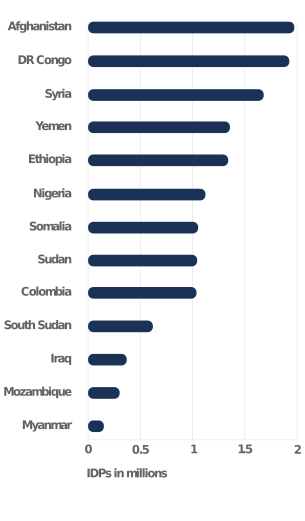 Afghanistan
DR Congo
Syria
Yemen
Ethiopia
Nigeria
Somalia
Sudan
Colombia
South Sudan
Iraq
Mozambique
Myanmar
0 0.5 1 1.5 2
IDPs in millions